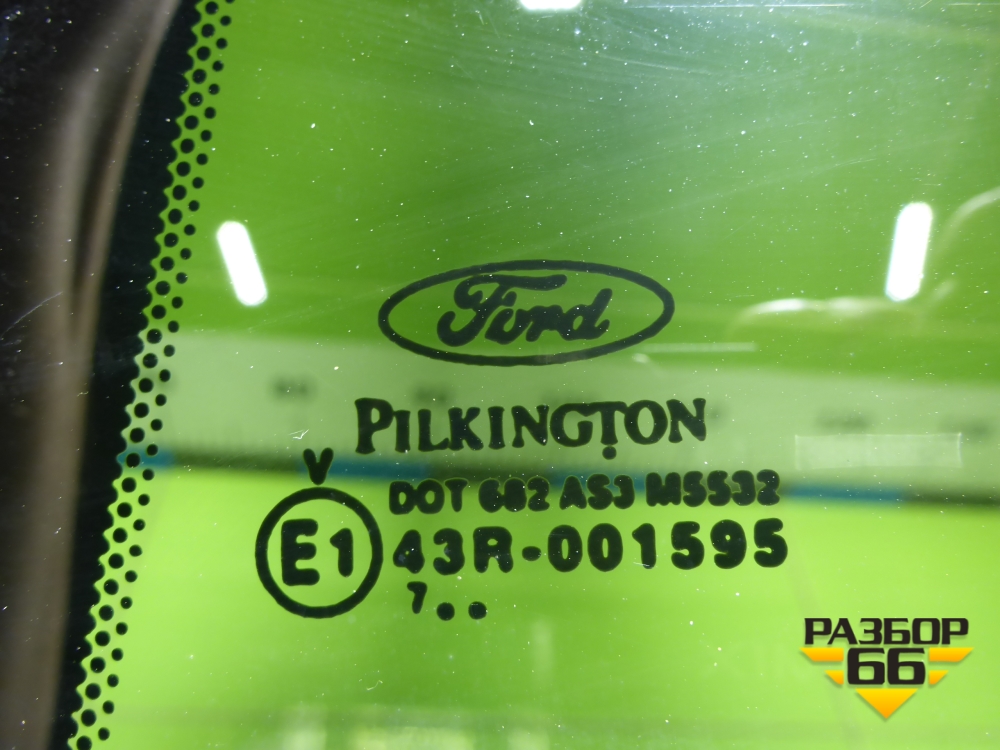 Ford
PILKINGTON
V
DOT 682 AS3 M5532
E1 43R-001595
7..
РАЗБОР
66